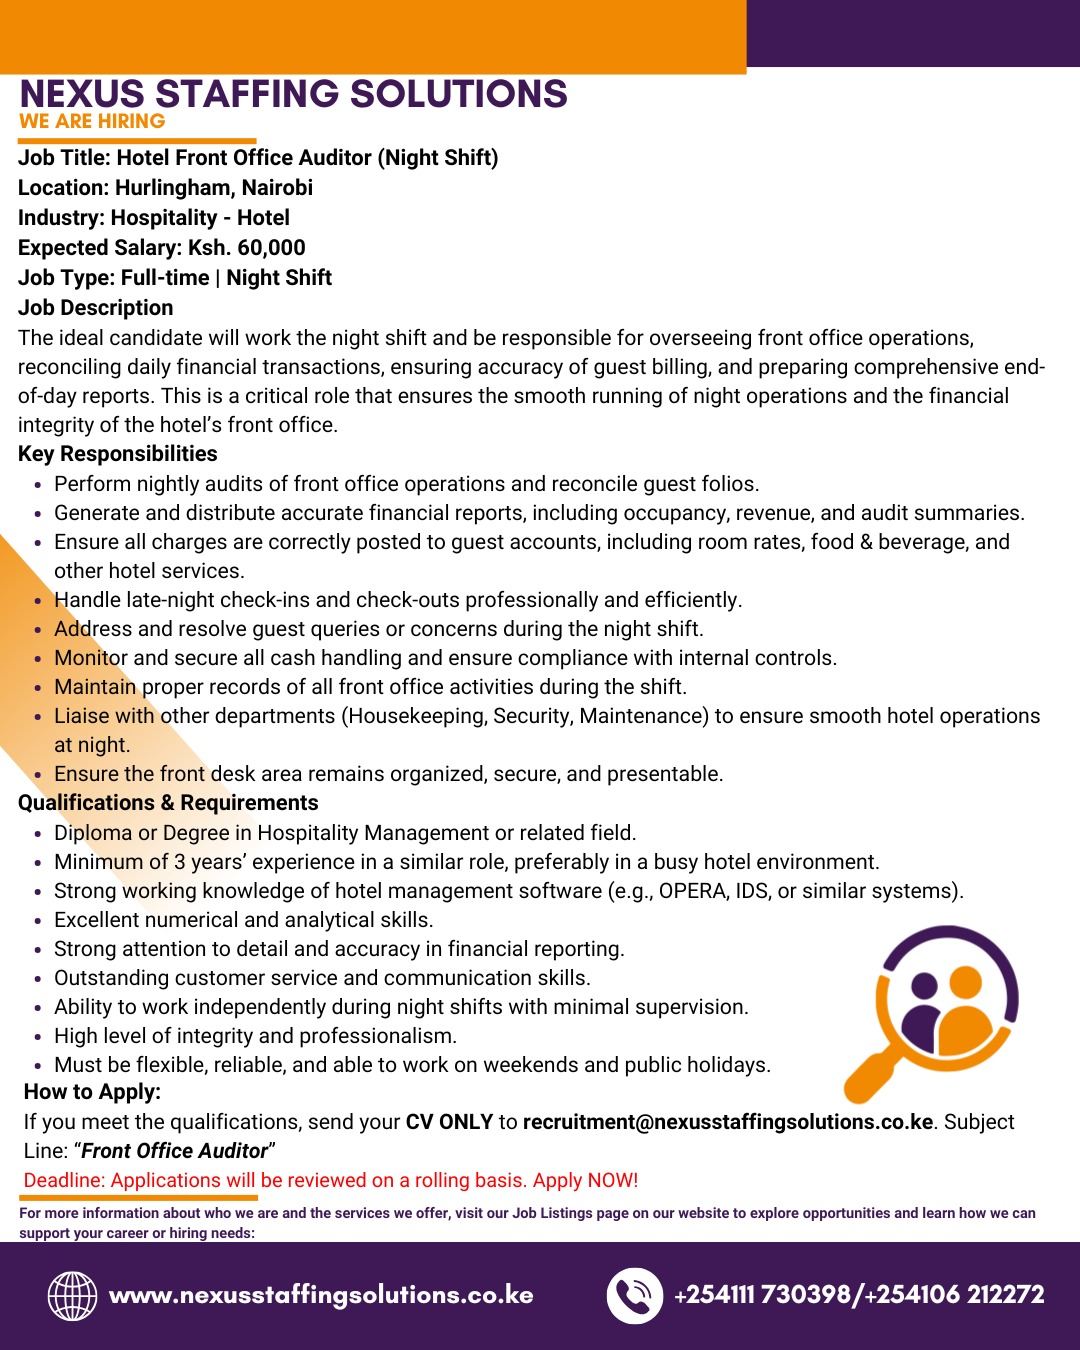 NEXUS STAFFING SOLUTIONS
WE ARE HIRING
Job Title: Hotel Front Office Auditor (Night Shift)
Location: Hurlingham, Nairobi
Industry: Hospitality - Hotel
Expected Salary: Ksh. 60,000
Job Type: Full-time | Night Shift
Job Description
The ideal candidate will work the night shift and be responsible for overseeing front office operations,
reconciling daily financial transactions, ensuring accuracy of guest billing, and preparing comprehensive end-
of-day reports. This is a critical role that ensures the smooth running of night operations and the financial
integrity of the hotel’s front office.
Key Responsibilities
• Perform nightly audits of front office operations and reconcile guest folios.
• Generate and distribute accurate financial reports, including occupancy, revenue, and audit summaries.
• Ensure all charges are correctly posted to guest accounts, including room rates, food & beverage, and
other hotel services.
• Handle late-night check-ins and check-outs professionally and efficiently.
• Address and resolve guest queries or concerns during the night shift.
• Monitor and secure all cash handling and ensure compliance with internal controls.
• Maintain proper records of all front office activities during the shift.
• Liaise with other departments (Housekeeping, Security, Maintenance) to ensure smooth hotel operations
at night.
• Ensure the front desk area remains organized, secure, and presentable.
Qualifications & Requirements
• Diploma or Degree in Hospitality Management or related field.
• Minimum of 3 years’ experience in a similar role, preferably in a busy hotel environment.
• Strong working knowledge of hotel management software (e.g., OPERA, IDS, or similar systems).
• Excellent numerical and analytical skills.
• Strong attention to detail and accuracy in financial reporting.
• Outstanding customer service and communication skills.
• Ability to work independently during night shifts with minimal supervision.
• High level of integrity and professionalism.
• Must be flexible, reliable, and able to work on weekends and public holidays.
How to Apply:
If you meet the qualifications, send your CV ONLY to recruitment@nexusstaffingsolutions.co.ke. Subject
Line: “Front Office Auditor”
Deadline: Applications will be reviewed on a rolling basis. Apply NOW!
For more information about who we are and the services we offer, visit our Job Listings page on our website to explore opportunities and learn how we can
support your career or hiring needs:
www.nexusstaffingsolutions.co.ke
+254111 730398/+254106 212272